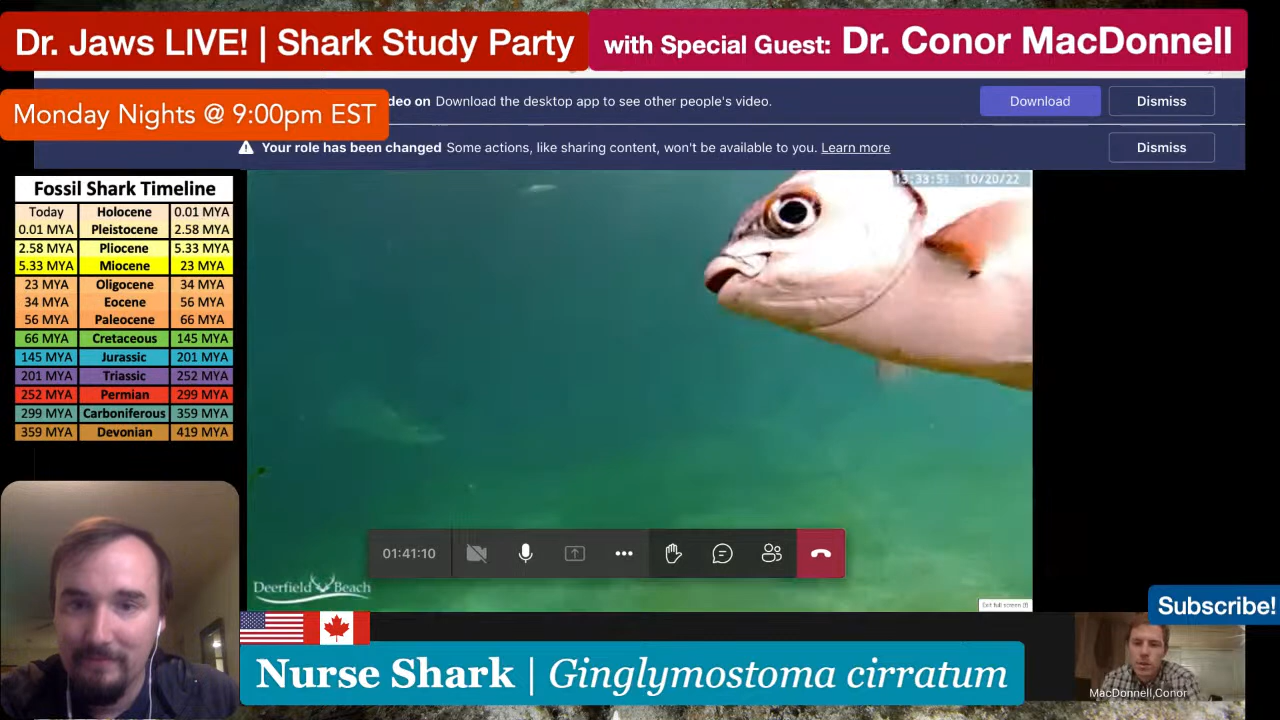 Dr. Jaws LIVE! | Shark Study Party
with Special Guest: Dr. Conor MacDonnell
Monday Nights @ 9:00pm EST
deo on Download the desktop app to see other people's video.
Download
Dismiss
Your role has been changed Some actions, like sharing content, won't be available to you. Learn more
Dismiss
13:33:51 10/20/22
Fossil Shark Timeline
Today Holocene 0.01 MYA
0.01 MYA Pleistocene 2.58 MYA
2.58 MYA Pliocene 5.33 MYA
5.33 MYA Miocene 23 MYA
23 MYA Oligocene 34 MYA
34 MYA Eocene 56 MYA
56 MYA Paleocene 66 MYA
66 MYA Cretaceous 145 MYA
145 MYA Jurassic 201 MYA
201 MYA Triassic 252 MYA
252 MYA Permian 299 MYA
299 MYA Carboniferous 359 MYA
359 MYA Devonian 419 MYA
01:41:10
Deerfield Beach
Exit full screen (f)
Subscribe!
Nurse Shark | Ginglymostoma cirratum
MacDonnell,Conor